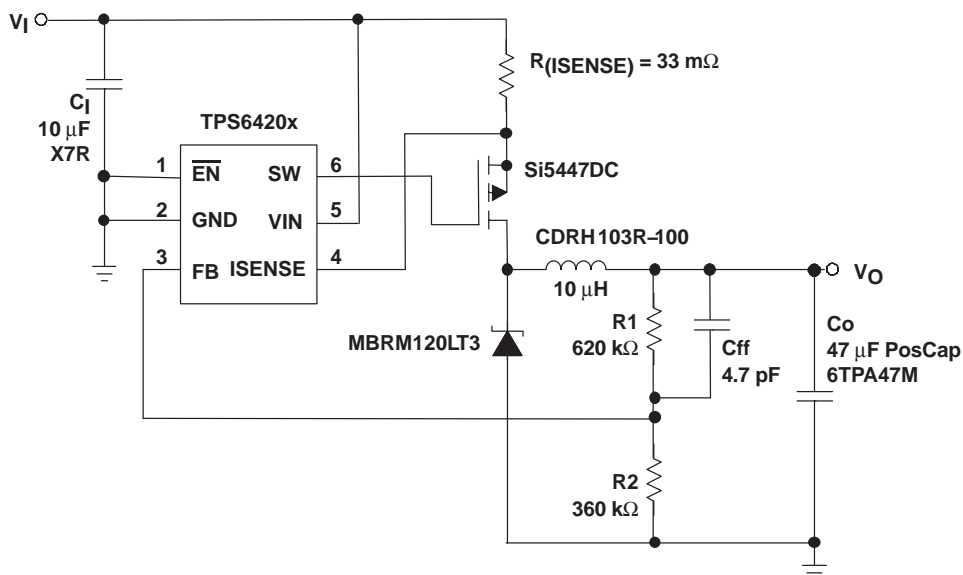 VI
R(ISENSE) = 33 mΩ
CI
10 μF
X7R
TPS6420x
1
EN
SW
6
Si5447DC
2
GND
VIN
5
3
FB
ISENSE
4
CDRH103R–100
10 μH
VO
MBRM120LT3
R1
620 kΩ
Cff
4.7 pF
Co
47 μF PosCap
6TPA47M
R2
360 kΩ